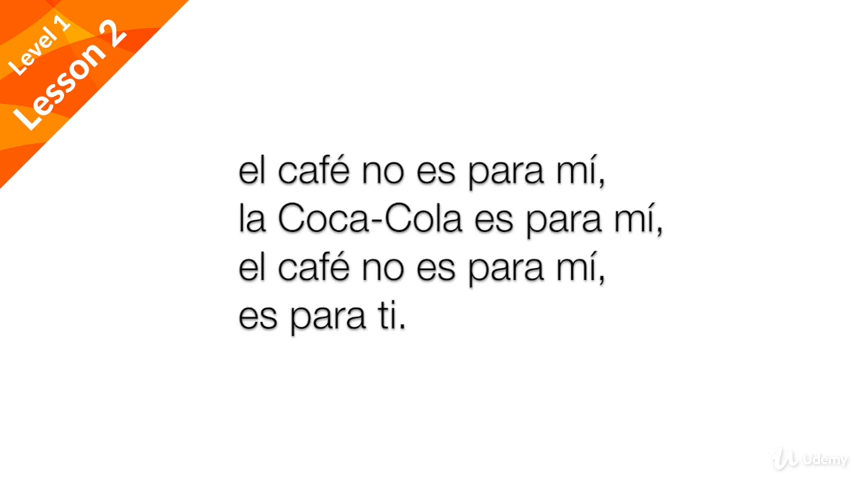 Level 1
Lesson 2
el café no es para mí,
la Coca-Cola es para mí,
el café no es para mí,
es para ti.
Udemy